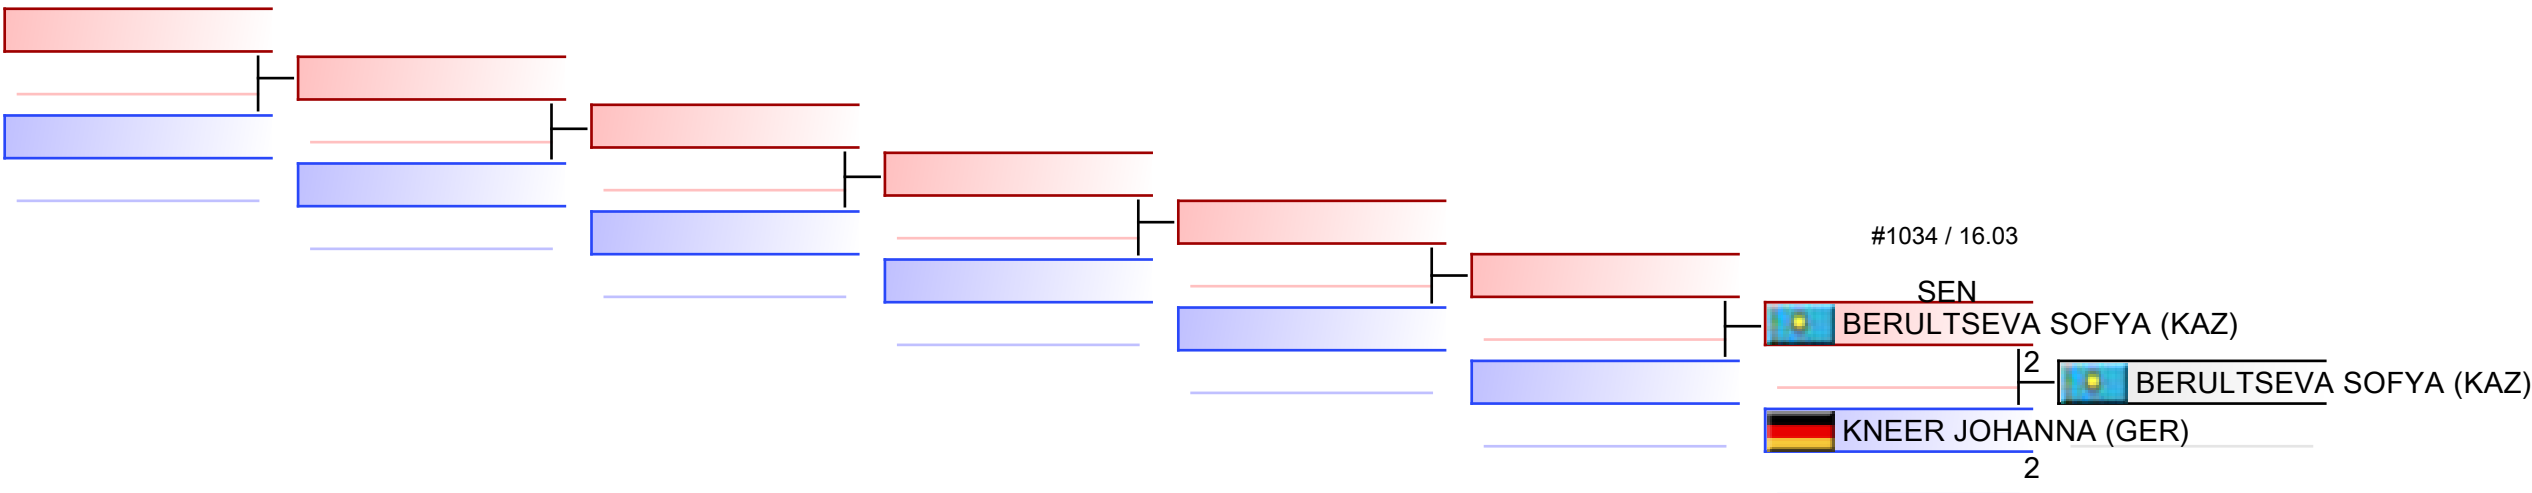 #1034 / 16.03
SEN
BERULTSEVA SOFYA (KAZ)
2
BERULTSEVA SOFYA (KAZ)
KNEER JOHANNA (GER)
2